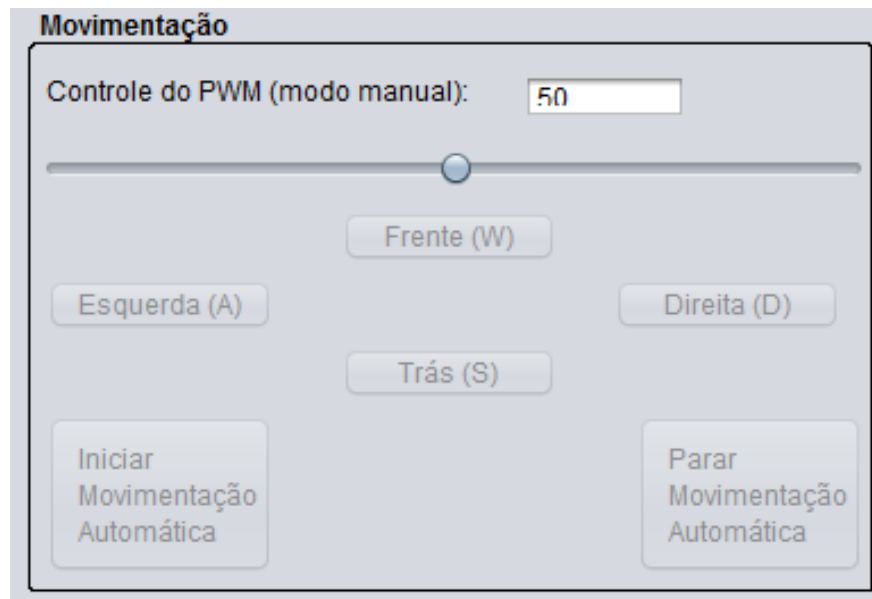 Movimentação
Controle do PWM (modo manual): 50
Frente (W)
Esquerda (A) Direita (D)
Trás (S)
Iniciar
Movimentação
Automática
Parar
Movimentação
Automática